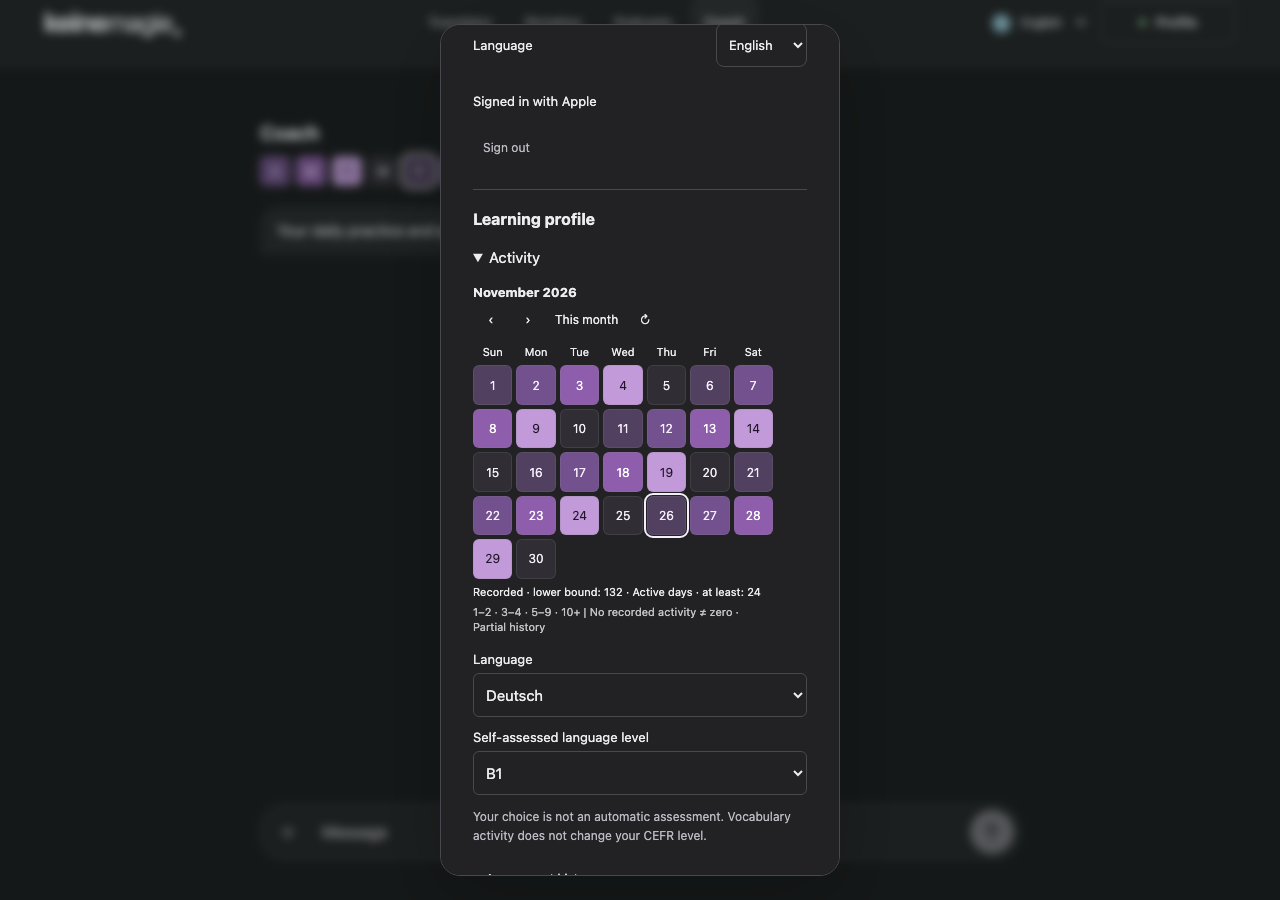 Language
English
Signed in with Apple
Sign out
Coach
Learning profile
▼ Activity
November 2026
‹ › This month ↻
Sun Mon Tue Wed Thu Fri Sat
1 2 3 4 5 6 7
8 9 10 11 12 13 14
15 16 17 18 19 20 21
22 23 24 25 26 27 28
29 30
Recorded · lower bound: 132 · Active days · at least: 24
1–2 · 3–4 · 5–9 · 10+ | No recorded activity ≠ zero ·
Partial history
Language
Deutsch
Self-assessed language level
B1
Your choice is not an automatic assessment. Vocabulary
activity does not change your CEFR level.
Message